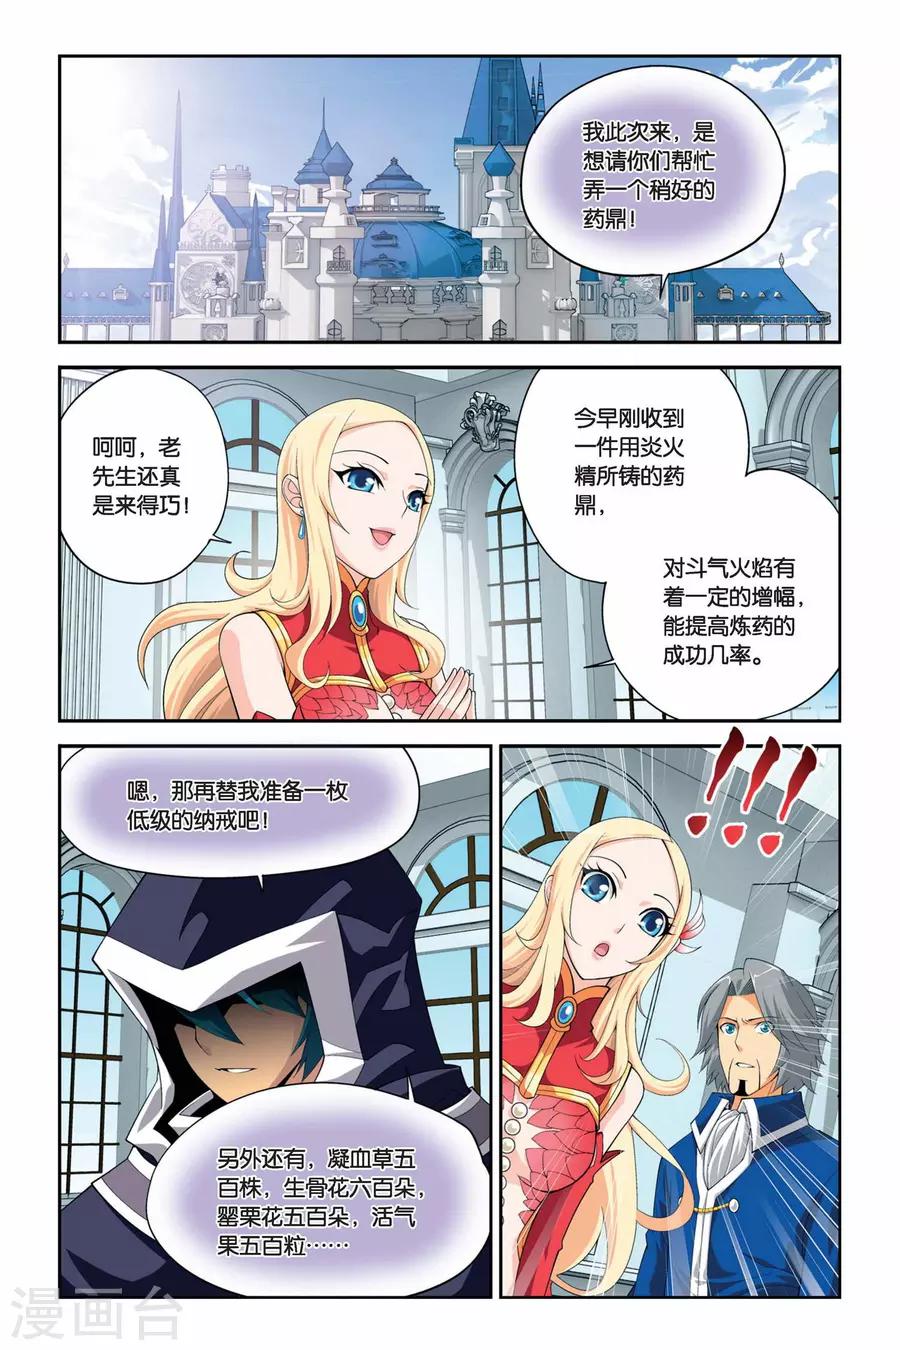 我此次来，是
想请你们帮忙
弄一个稍好的
药鼎！
呵呵，老
先生还真
是来得巧！
今早刚收到
一件用炎火
精所铸的药
鼎，
对斗气火焰有
着一定的增幅，
能提高炼药的
成功几率。
嗯，那再替我准备一枚
低级的纳戒吧！
!!!
另外还有，凝血草五
百株，生骨花六百朵，
罂栗花五百朵，活气
果五百粒……
漫画台